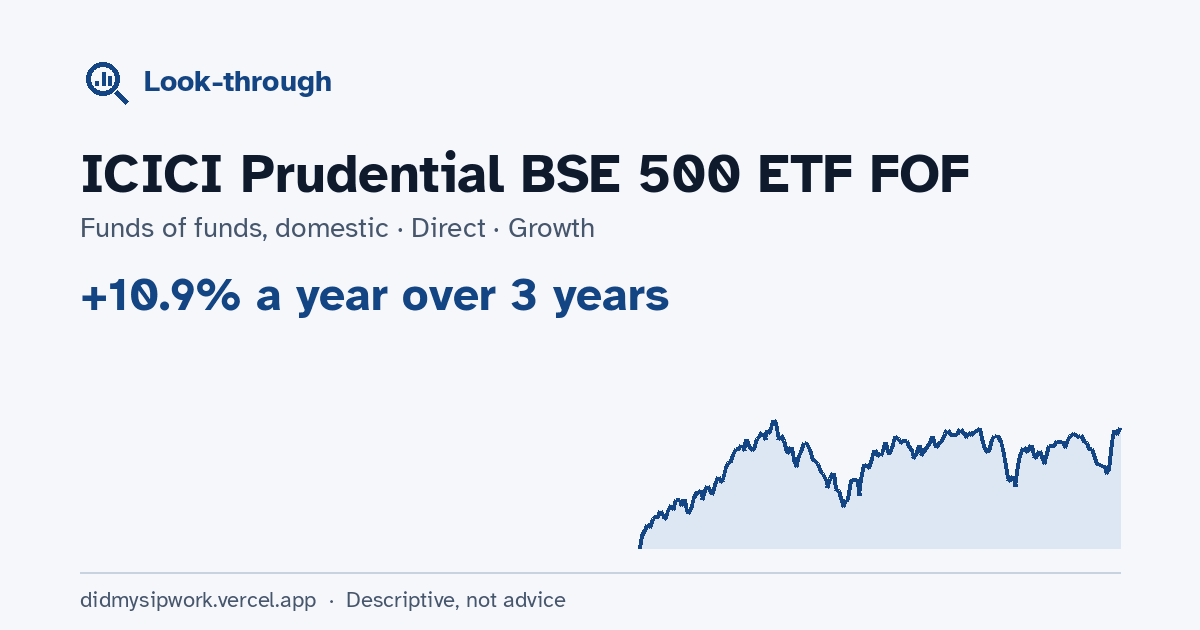 Look-through
ICICI Prudential BSE 500 ETF FOF
Funds of funds, domestic · Direct · Growth
+10.9% a year over 3 years
didmysipwork.vercel.app · Descriptive, not advice